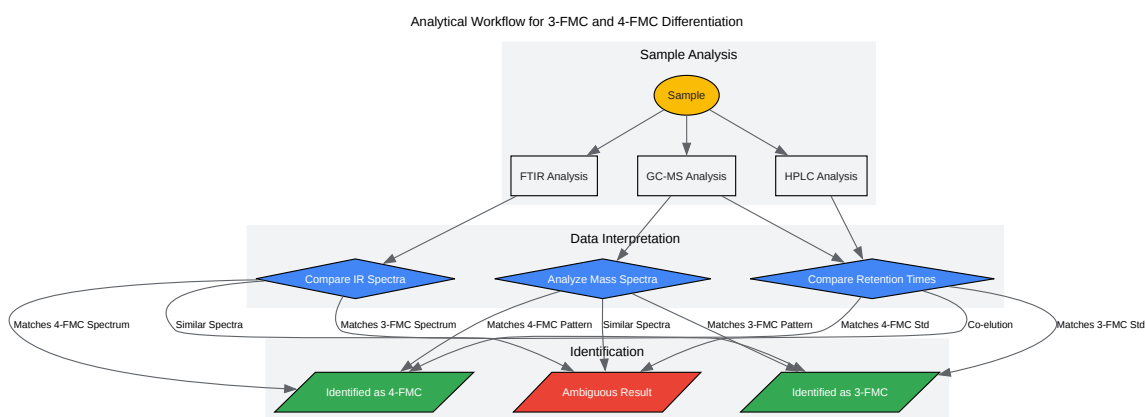 Analytical Workflow for 3-FMC and 4-FMC Differentiation
Sample Analysis
Sample
FTIR Analysis
GC-MS Analysis
HPLC Analysis
Data Interpretation
Compare IR Spectra
Analyze Mass Spectra
Compare Retention Times
Matches 4-FMC Spectrum
Similar Spectra
Matches 3-FMC Spectrum
Matches 4-FMC Pattern
Similar Spectra
Matches 3-FMC Pattern
Matches 4-FMC Std
Co-elution
Matches 3-FMC Std
Identification
Identified as 4-FMC
Ambiguous Result
Identified as 3-FMC